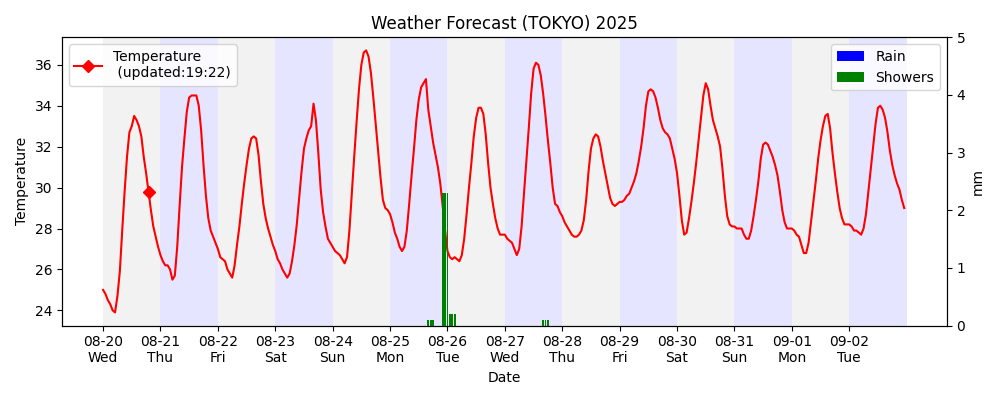 Weather Forecast (TOKYO) 2025
Temperature
(updated:19:22)
Rain
Showers
Temperature
36
34
32
30
28
26
24
5
4
3
2
1
0
mm
08-20 08-21 08-22 08-23 08-24 08-25 08-26 08-27 08-28 08-29 08-30 08-31 09-01 09-02
Wed Thu Fri Sat Sun Mon Tue Wed Thu Fri Sat Sun Mon Tue
Date